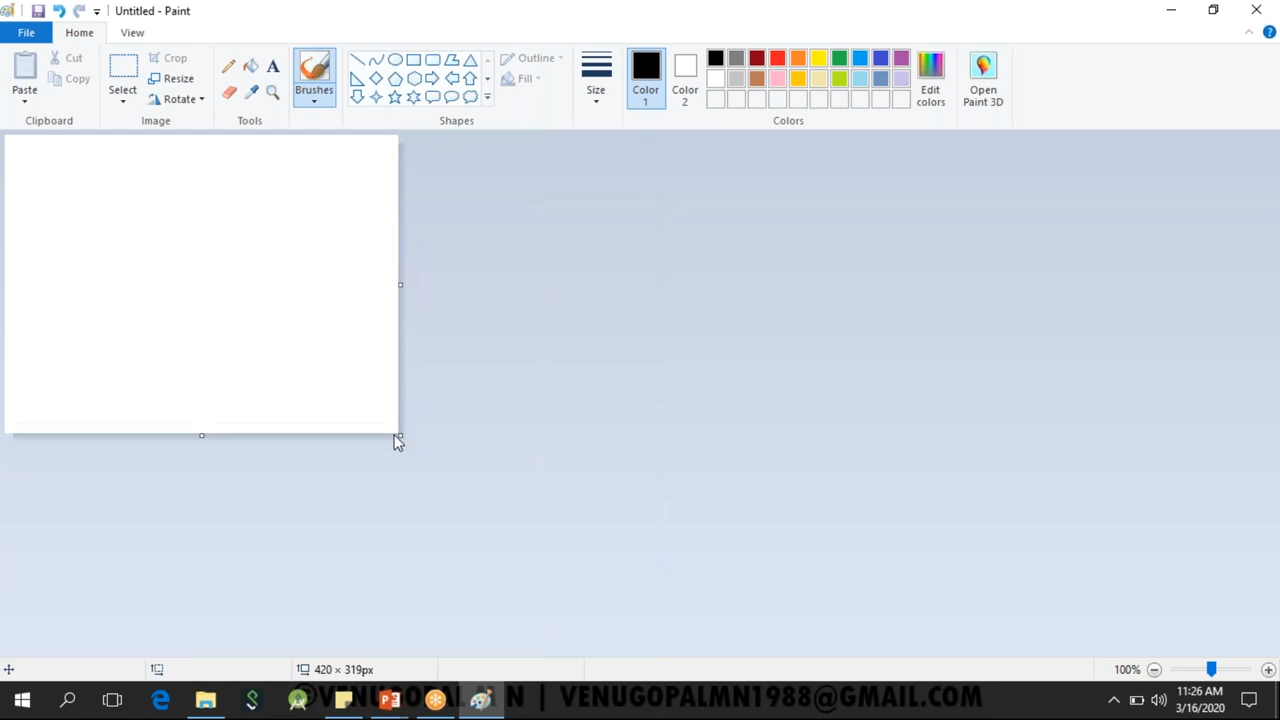 Untitled - Paint
File
Home
View
Paste
Cut
Copy
Clipboard
Select
Crop
Resize
Rotate
Image
A
Tools
Brushes
Outline
Fill
Shapes
Size
Color 1
Color 2
Edit colors
Colors
Open Paint 3D
420 × 319px
100%
©VENUGOPALMN | VENUGOPALMN1988@GMAIL.COM
11:26 AM
3/16/2020